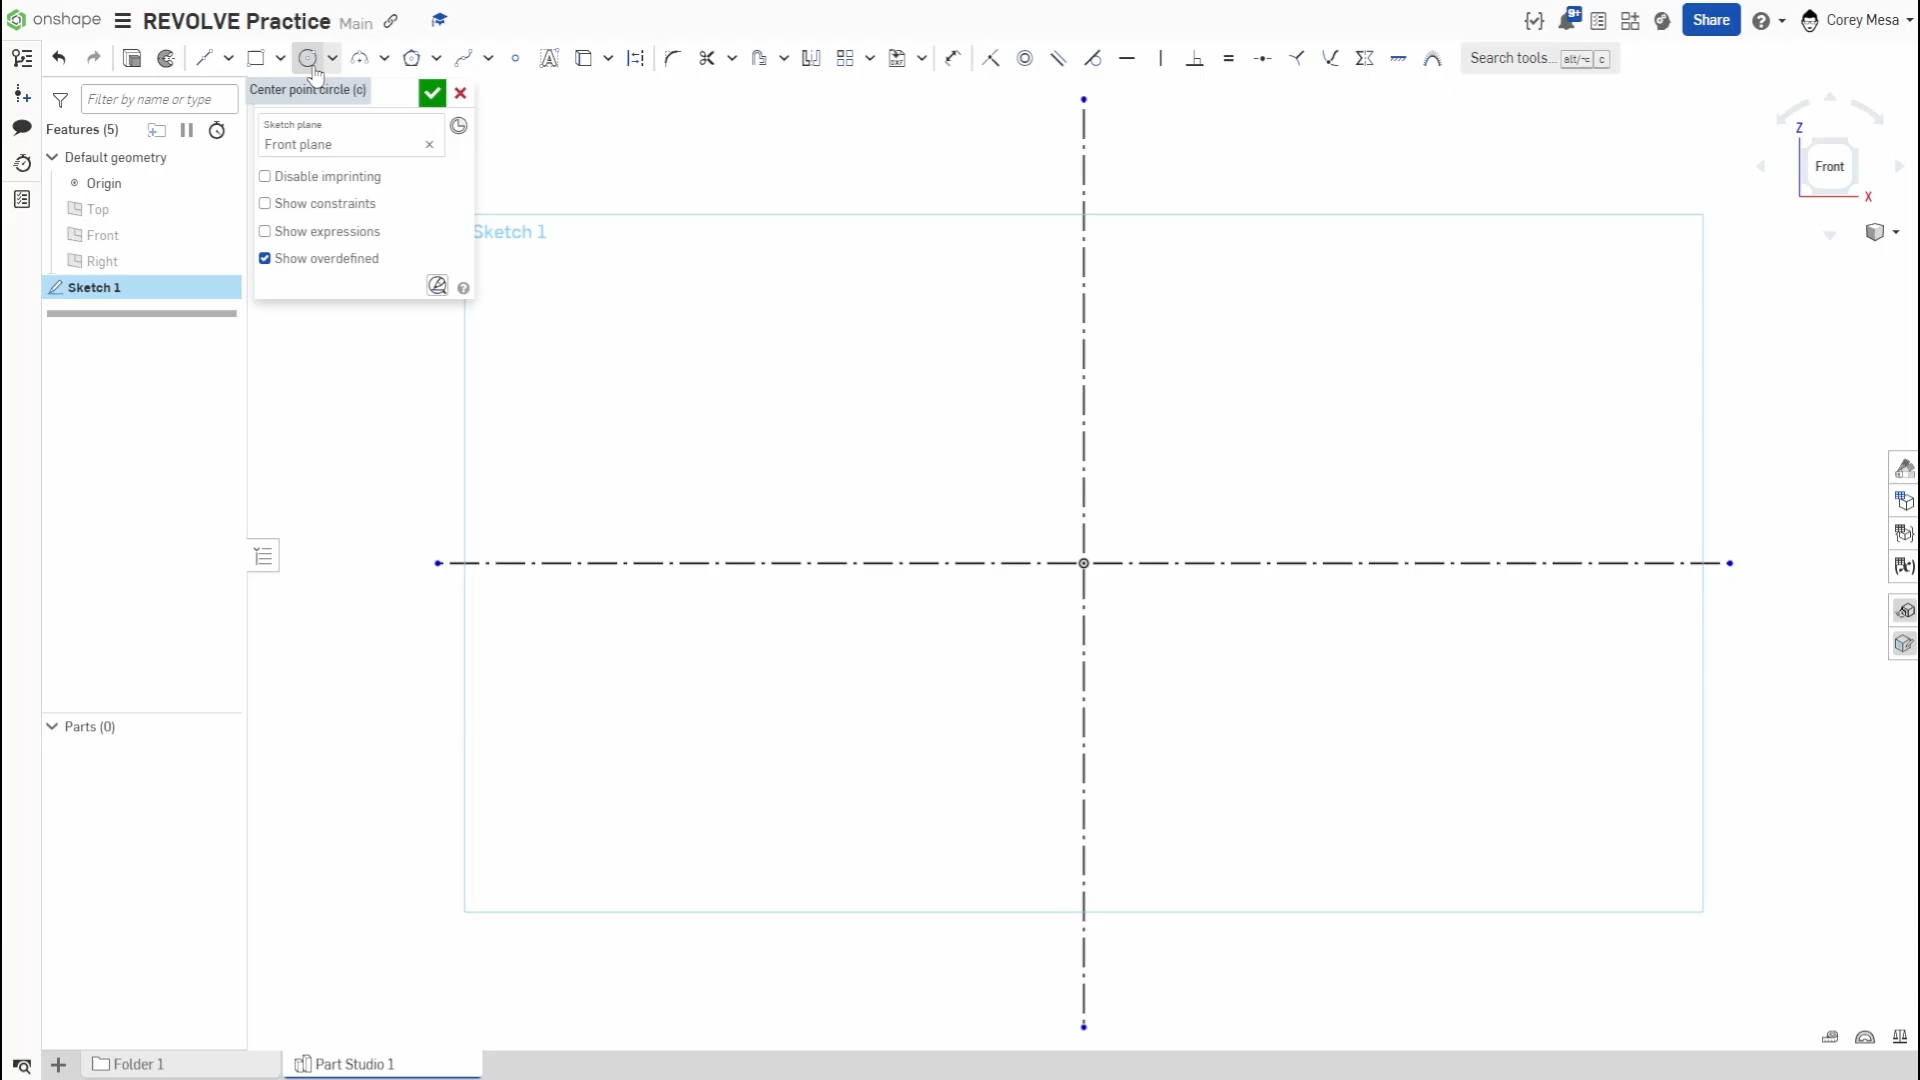 onshape REVOLVE Practice Main 9+ Share Corey Mesa
Search tools... alt/⌥ c
Center point circle (c)
Filter by name or type
Features (5)
Sketch plane
Front plane
Default geometry
Origin
Top
Front
Right
Sketch 1
Disable imprinting
Show constraints
Show expressions
Show overdefined
Sketch 1
Z
Front
X
(x)
Parts (0)
Folder 1
Part Studio 1